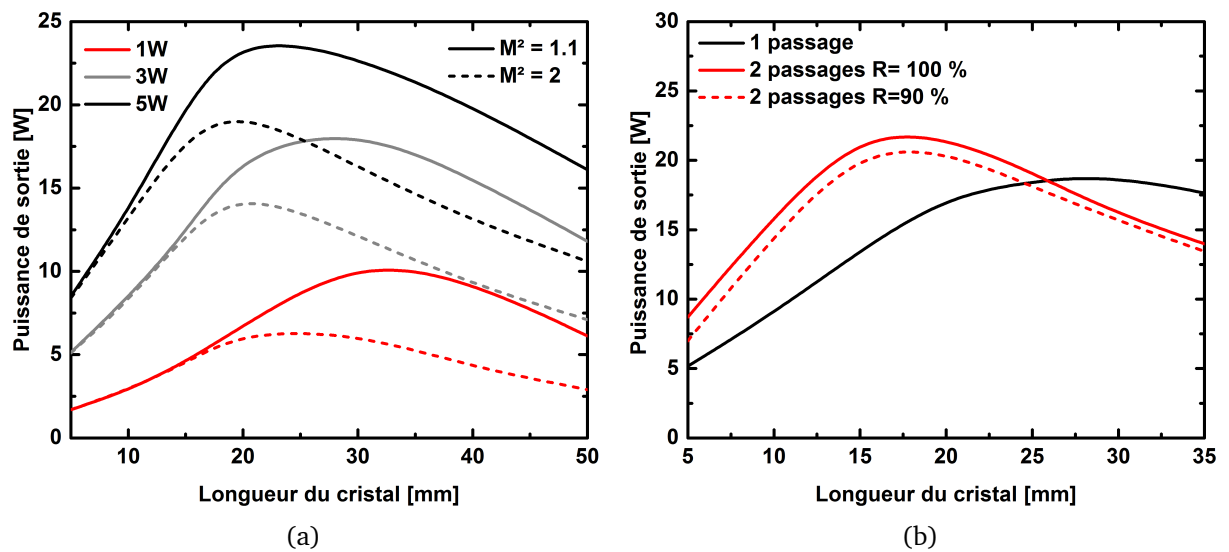 25
20
15
10
5
0
Puissance de sortie [W]
1W
3W
5W
M² = 1.1
M² = 2
10
20
30
40
50
Longueur du cristal [mm]
(a)
30
25
20
15
10
5
0
Puissance de sortie [W]
1 passage
2 passages R= 100 %
2 passages R=90 %
5
10
15
20
25
30
35
Longueur du cristal [mm]
(b)